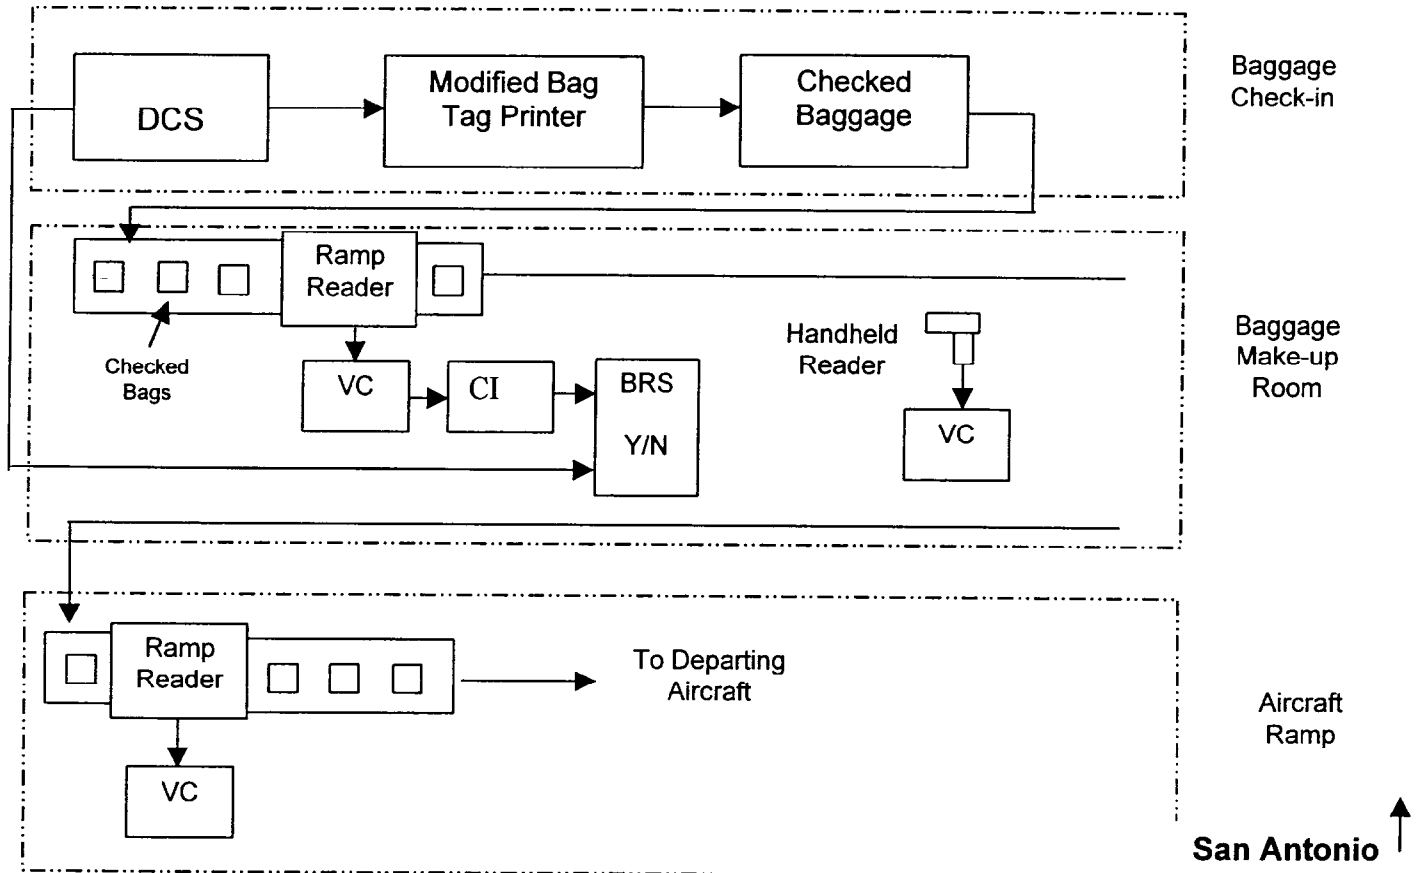 DCS
Modified Bag
Tag Printer
Checked
Baggage
Baggage
Check-in
Ramp
Reader
Checked
Bags
VC
CI
BRS
Y/N
Handheld
Reader
VC
Baggage
Make-up
Room
Ramp
Reader
VC
To Departing
Aircraft
Aircraft
Ramp
San Antonio